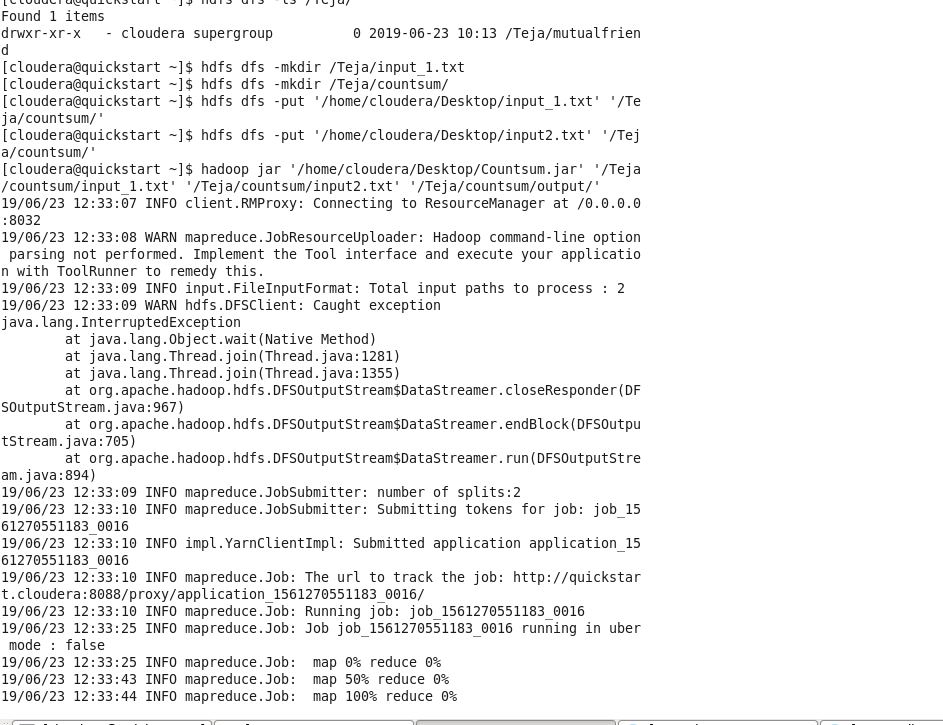 [cloudera@quickstart ~]$ hdfs dfs -ls /Teja/
Found 1 items
drwxr-xr-x   - cloudera supergroup          0 2019-06-23 10:13 /Teja/mutualfrien
d
[cloudera@quickstart ~]$ hdfs dfs -mkdir /Teja/input_1.txt
[cloudera@quickstart ~]$ hdfs dfs -mkdir /Teja/countsum/
[cloudera@quickstart ~]$ hdfs dfs -put '/home/cloudera/Desktop/input_1.txt' '/Te
ja/countsum/'
[cloudera@quickstart ~]$ hdfs dfs -put '/home/cloudera/Desktop/input2.txt' '/Tej
a/countsum/'
[cloudera@quickstart ~]$ hadoop jar '/home/cloudera/Desktop/Countsum.jar' '/Teja
/countsum/input_1.txt' '/Teja/countsum/input2.txt' '/Teja/countsum/output/'
19/06/23 12:33:07 INFO client.RMProxy: Connecting to ResourceManager at /0.0.0.0
:8032
19/06/23 12:33:08 WARN mapreduce.JobResourceUploader: Hadoop command-line option
 parsing not performed. Implement the Tool interface and execute your applicatio
n with ToolRunner to remedy this.
19/06/23 12:33:09 INFO input.FileInputFormat: Total input paths to process : 2
19/06/23 12:33:09 WARN hdfs.DFSClient: Caught exception
java.lang.InterruptedException
        at java.lang.Object.wait(Native Method)
        at java.lang.Thread.join(Thread.java:1281)
        at java.lang.Thread.join(Thread.java:1355)
        at org.apache.hadoop.hdfs.DFSOutputStream$DataStreamer.closeResponder(DF
SOutputStream.java:967)
        at org.apache.hadoop.hdfs.DFSOutputStream$DataStreamer.endBlock(DFSOutpu
tStream.java:705)
        at org.apache.hadoop.hdfs.DFSOutputStream$DataStreamer.run(DFSOutputStre
am.java:894)
19/06/23 12:33:09 INFO mapreduce.JobSubmitter: number of splits:2
19/06/23 12:33:10 INFO mapreduce.JobSubmitter: Submitting tokens for job: job_15
61270551183_0016
19/06/23 12:33:10 INFO impl.YarnClientImpl: Submitted application application_15
61270551183_0016
19/06/23 12:33:10 INFO mapreduce.Job: The url to track the job: http://quickstar
t.cloudera:8088/proxy/application_1561270551183_0016/
19/06/23 12:33:10 INFO mapreduce.Job: Running job: job_1561270551183_0016
19/06/23 12:33:25 INFO mapreduce.Job: Job job_1561270551183_0016 running in uber
 mode : false
19/06/23 12:33:25 INFO mapreduce.Job:  map 0% reduce 0%
19/06/23 12:33:43 INFO mapreduce.Job:  map 50% reduce 0%
19/06/23 12:33:44 INFO mapreduce.Job:  map 100% reduce 0%